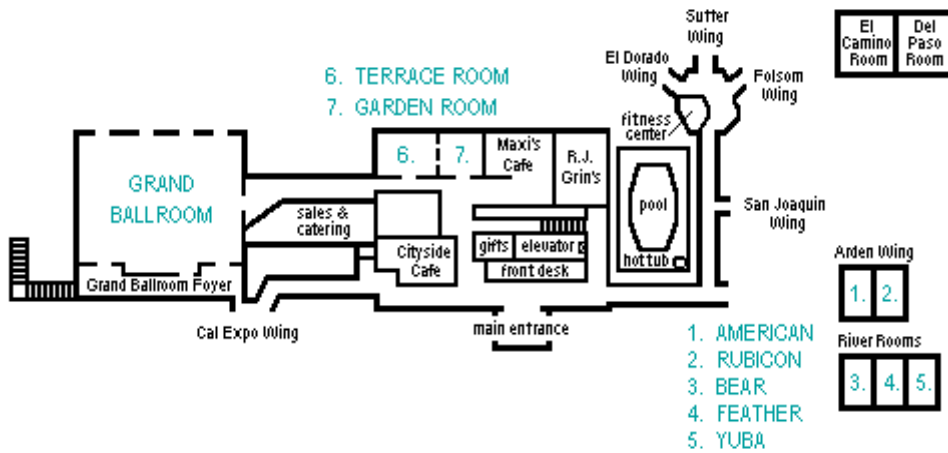 Sutter
Wing
El Dorado
Wing
Folsom
Wing
El
Camino
Room
Del
Paso
Room
6. TERRACE ROOM
7. GARDEN ROOM
fitness
center
6.
7.
Maxi's
Cafe
R.J.
Grin's
GRAND
BALLROOM
pool
San Joaquin
Wing
sales &
catering
Cityside
Cafe
gifts
elevator
front desk
hot tub
Grand Ballroom Foyer
Cal Expo Wing
main entrance
Arden Wing
1.
2.
1. AMERICAN
2. RUBICON
3. BEAR
4. FEATHER
5. YUBA
River Rooms
3.
4.
5.